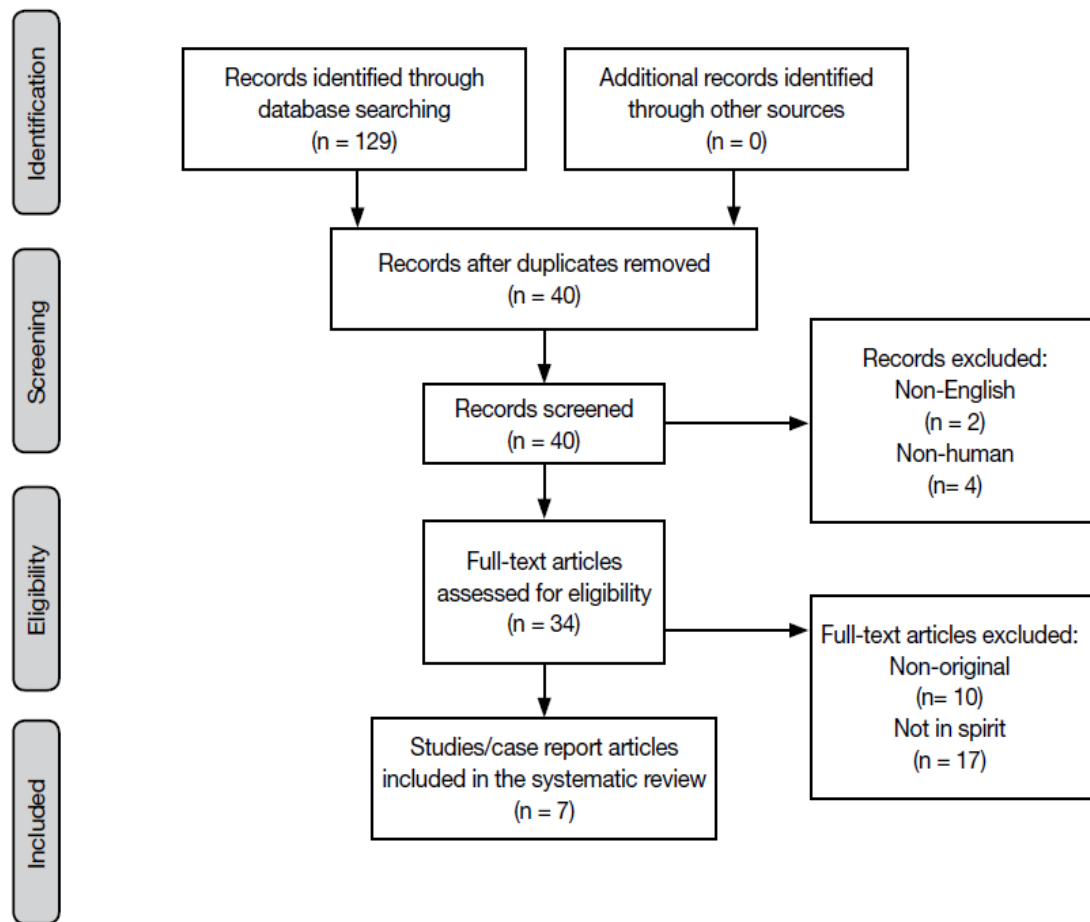 Identification
Records identified through
database searching
(n = 129)
Additional records identified
through other sources
(n = 0)
Screening
Records after duplicates removed
(n = 40)
Records screened
(n = 40)
Records excluded:
Non-English
(n = 2)
Non-human
(n= 4)
Eligibility
Full-text articles
assessed for eligibility
(n = 34)
Full-text articles excluded:
Non-original
(n= 10)
Not in spirit
(n = 17)
Included
Studies/case report articles
included in the systematic review
(n = 7)